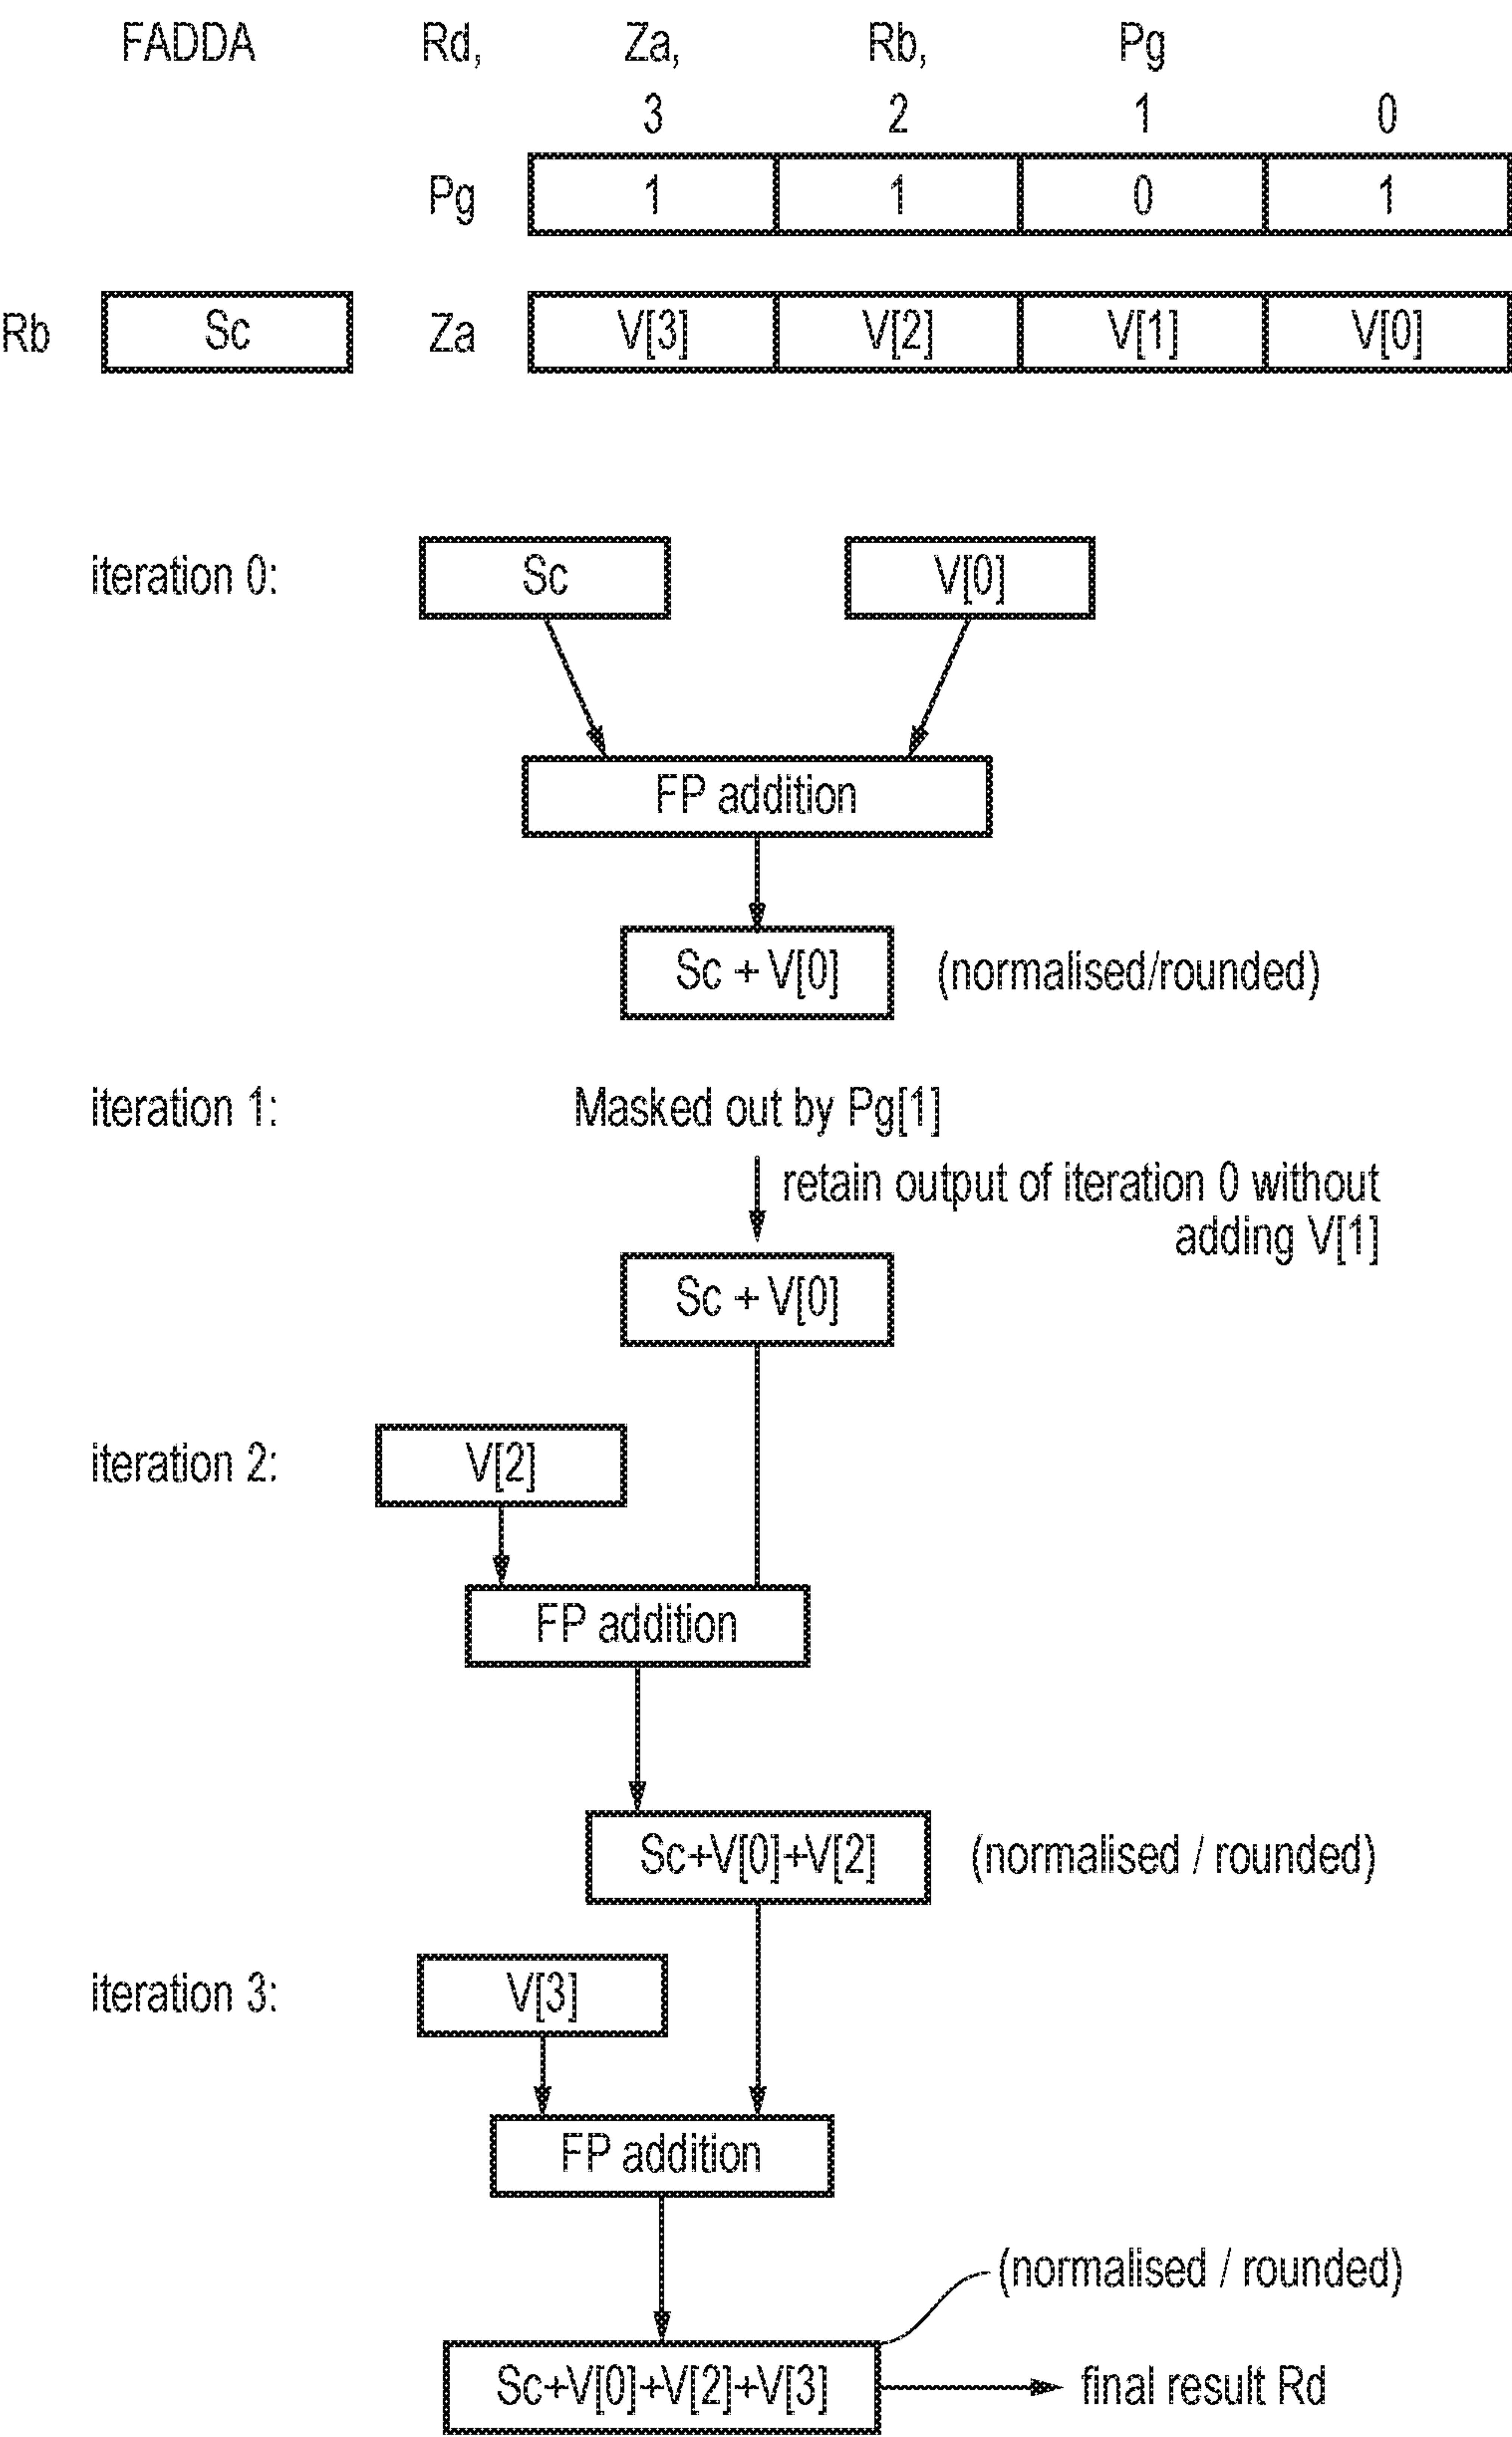 FADDA Rd, Za, Rb, Pg
3 2 1 0
Pg 1 1 0 1
Rb Sc Za V[3] V[2] V[1] V[0]
iteration 0: Sc V[0]
FP addition
Sc + V[0] (normalised/rounded)
iteration 1: Masked out by Pg[1]
retain output of iteration 0 without
adding V[1]
Sc + V[0]
iteration 2: V[2]
FP addition
Sc+V[0]+V[2] (normalised / rounded)
iteration 3: V[3]
FP addition
(normalised / rounded)
Sc+V[0]+V[2]+V[3] final result Rd